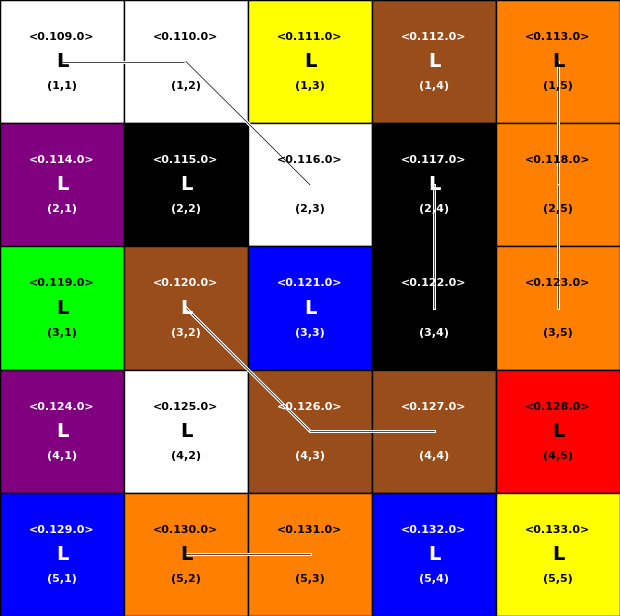 <0.109.0> <0.110.0> <0.111.0> <0.112.0> <0.113.0>
L L L L
(1,1) (1,2) (1,3) (1,4) (1,5)
<0.114.0> <0.115.0> <0.116.0> <0.117.0> <0.118.0>
L L L
(2,1) (2,2) (2,3) (2,4) (2,5)
<0.119.0> <0.120.0> <0.121.0> <0.122.0> <0.123.0>
L L L
(3,1) (3,2) (3,3) (3,4) (3,5)
<0.124.0> <0.125.0> <0.126.0> <0.127.0> <0.128.0>
L L L
(4,1) (4,2) (4,3) (4,4) (4,5)
<0.129.0> <0.130.0> <0.131.0> <0.132.0> <0.133.0>
L L L L
(5,1) (5,2) (5,3) (5,4) (5,5)